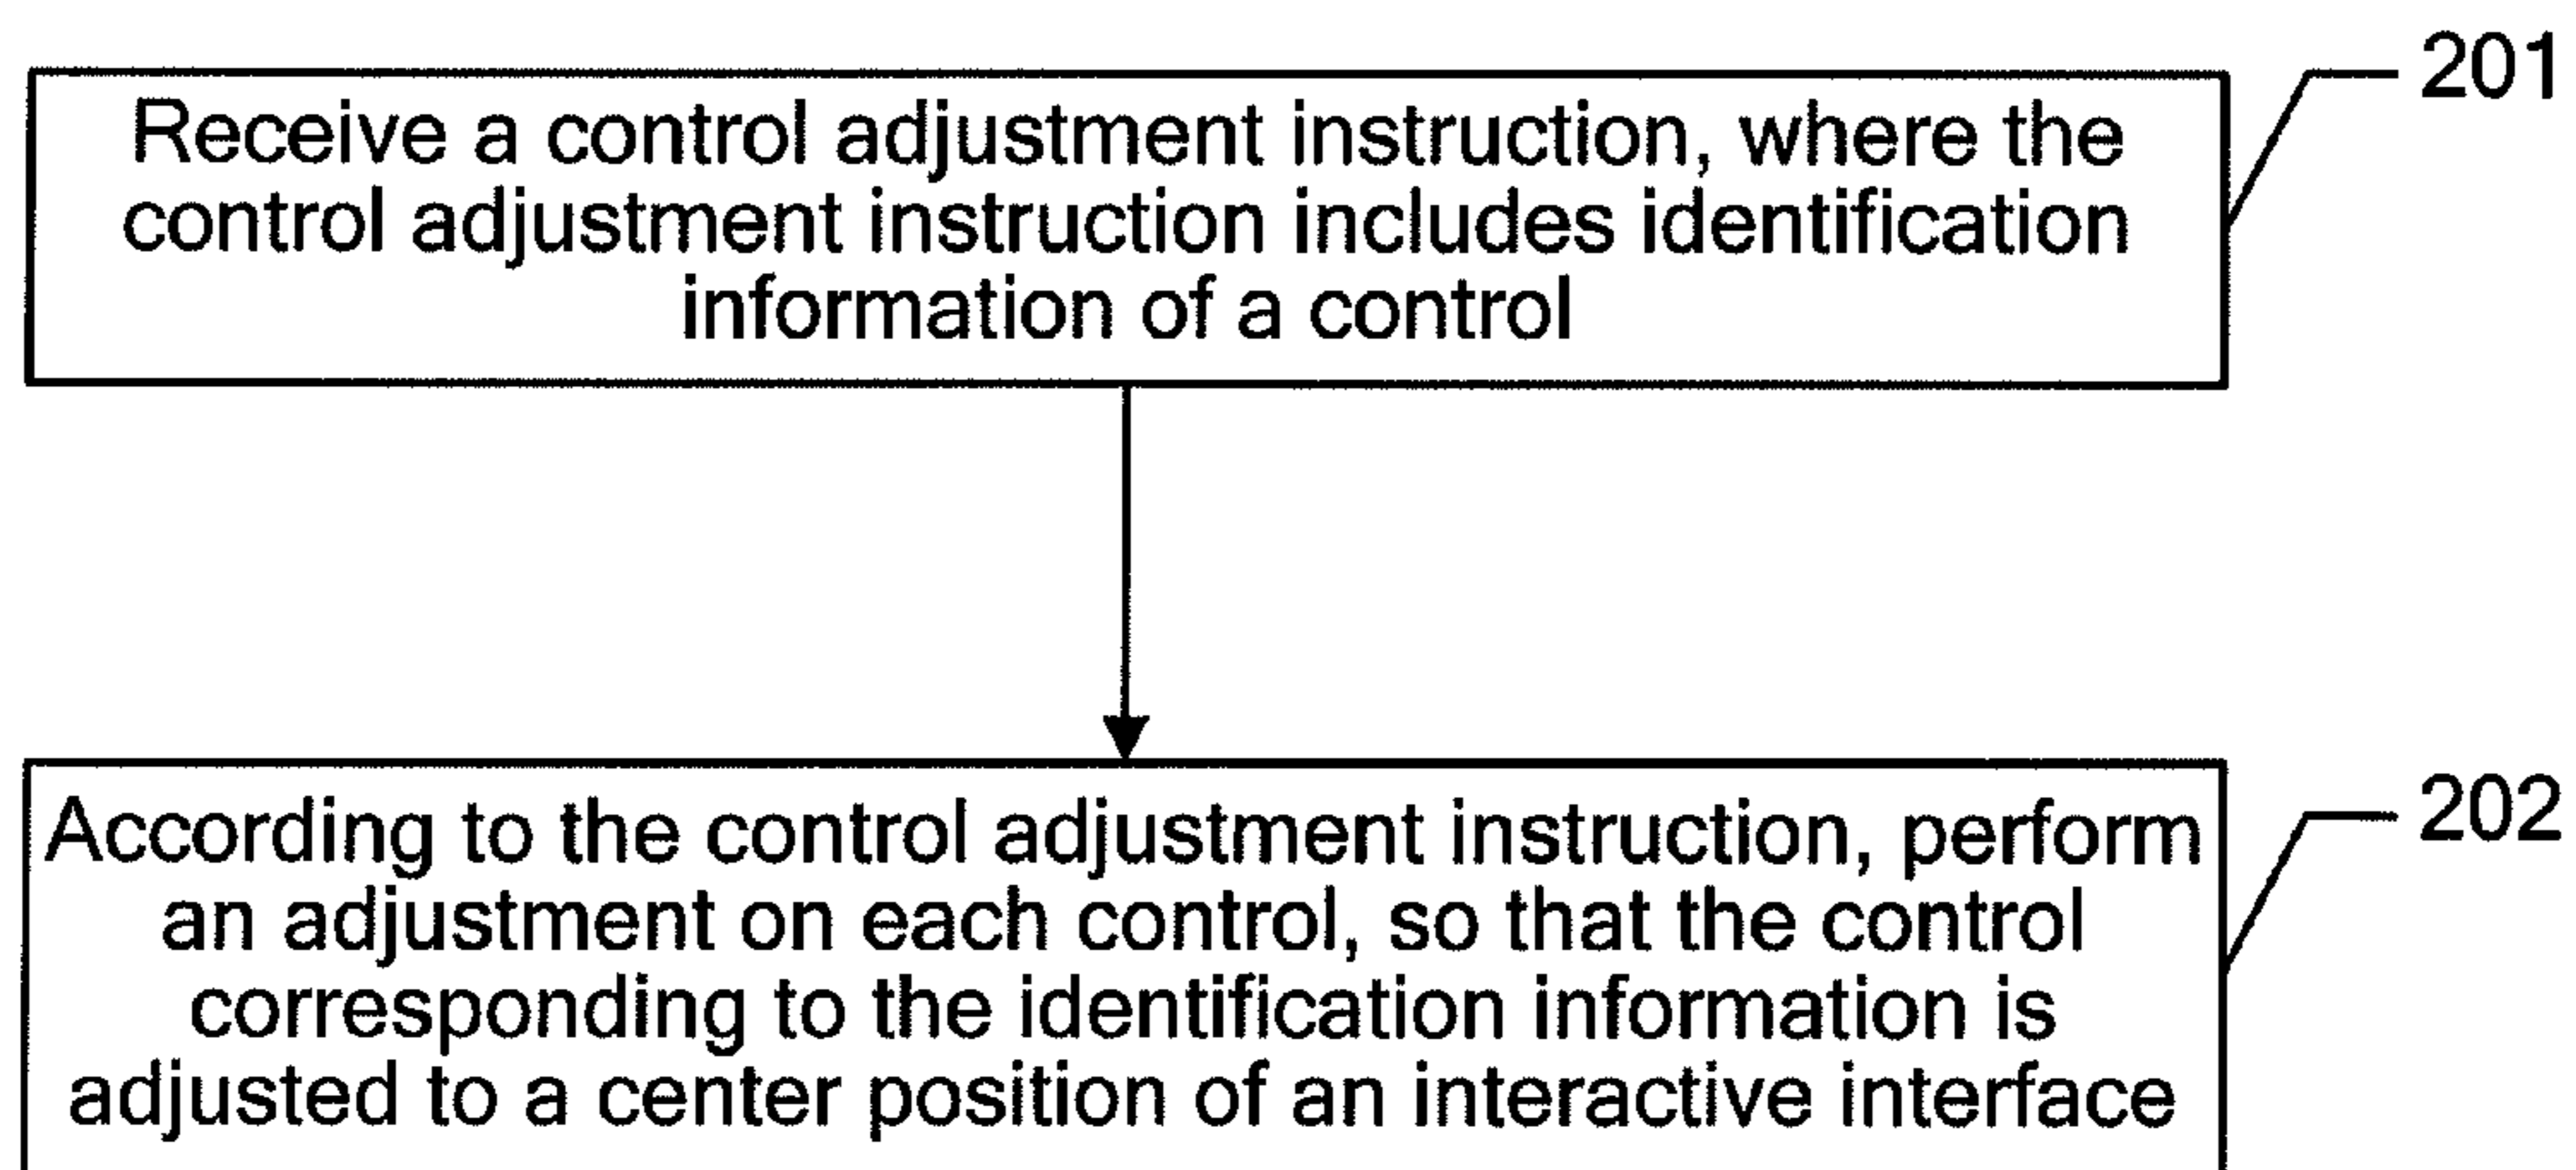 201
Receive a control adjustment instruction, where the
control adjustment instruction includes identification
information of a control
202
According to the control adjustment instruction, perform
an adjustment on each control, so that the control
corresponding to the identification information is
adjusted to a center position of an interactive interface